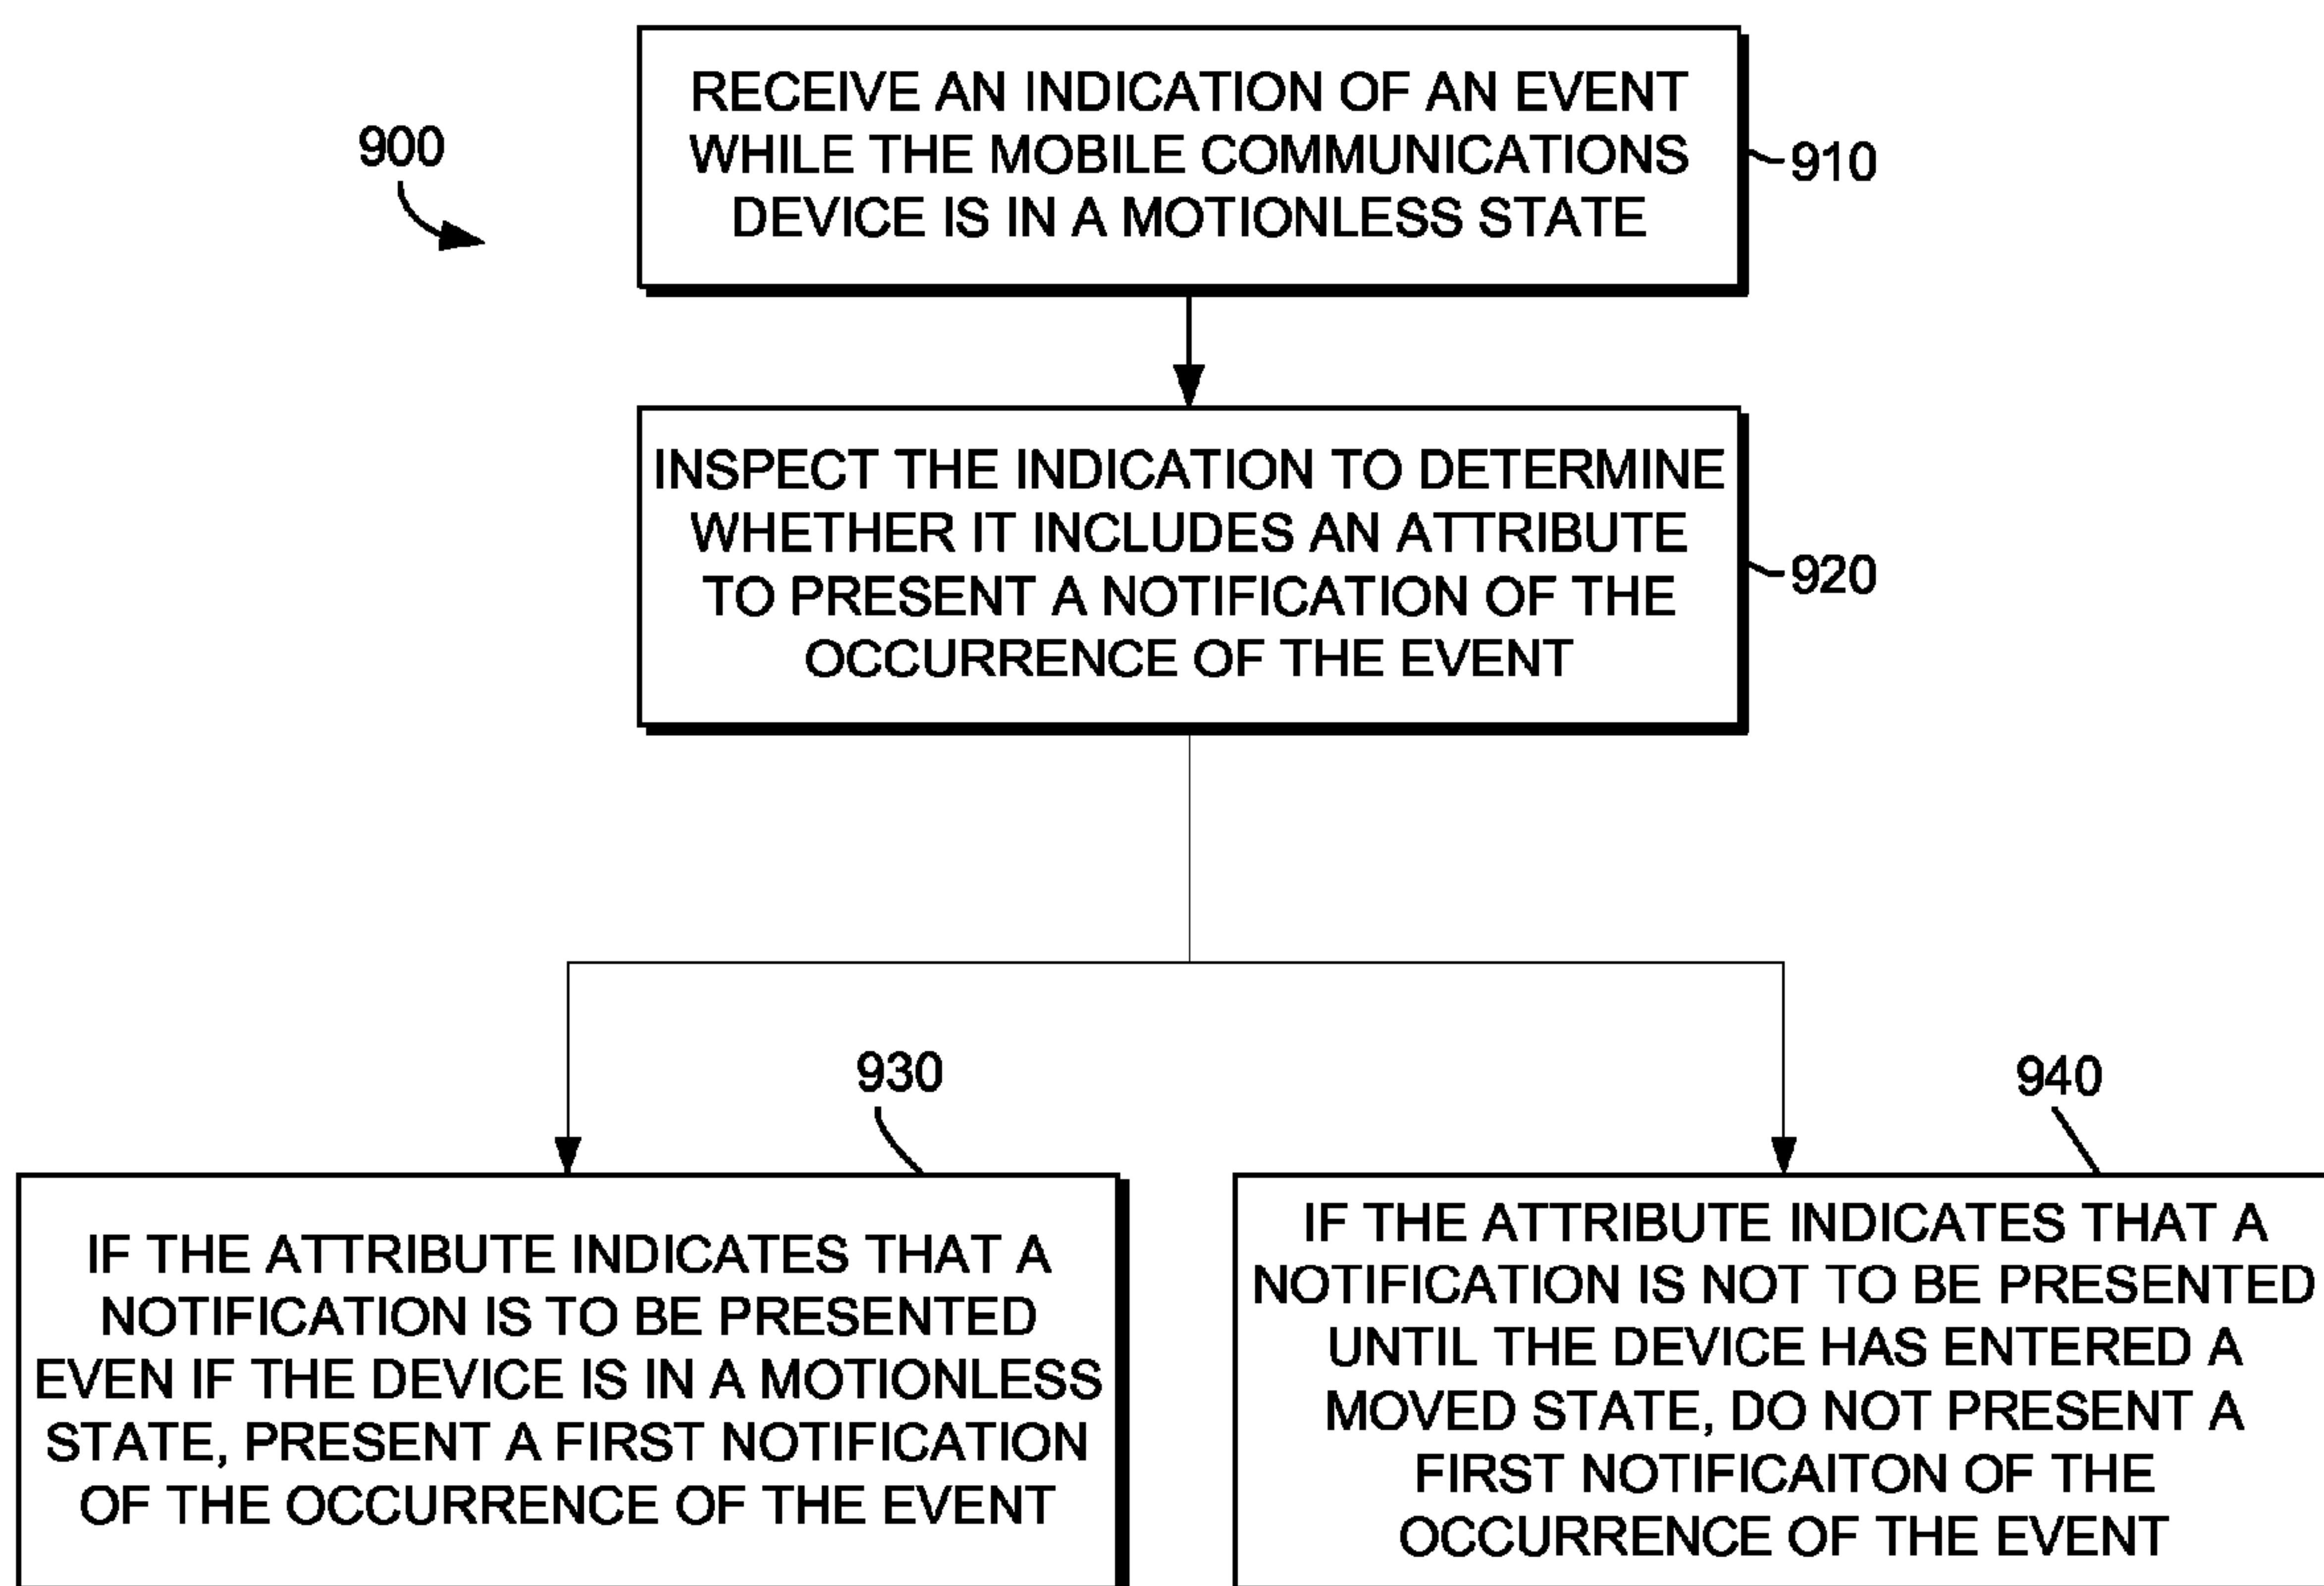 900
RECEIVE AN INDICATION OF AN EVENT
WHILE THE MOBILE COMMUNICATIONS
DEVICE IS IN A MOTIONLESS STATE
910
INSPECT THE INDICATION TO DETERMINE
WHETHER IT INCLUDES AN ATTRIBUTE
TO PRESENT A NOTIFICATION OF THE
OCCURRENCE OF THE EVENT
920
930
IF THE ATTRIBUTE INDICATES THAT A
NOTIFICATION IS TO BE PRESENTED
EVEN IF THE DEVICE IS IN A MOTIONLESS
STATE, PRESENT A FIRST NOTIFICATION
OF THE OCCURRENCE OF THE EVENT
940
IF THE ATTRIBUTE INDICATES THAT A
NOTIFICATION IS NOT TO BE PRESENTED
UNTIL THE DEVICE HAS ENTERED A
MOVED STATE, DO NOT PRESENT A
FIRST NOTIFICAITON OF THE
OCCURRENCE OF THE EVENT